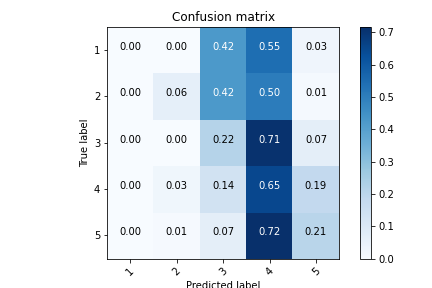 Confusion matrix
1 0.00 0.00 0.42 0.55 0.03
2 0.00 0.06 0.42 0.50 0.01
3 0.00 0.00 0.22 0.71 0.07
4 0.00 0.03 0.14 0.65 0.19
5 0.00 0.01 0.07 0.72 0.21
True label
1 2 3 4 5
Predicted label
0.7
0.6
0.5
0.4
0.3
0.2
0.1
0.0